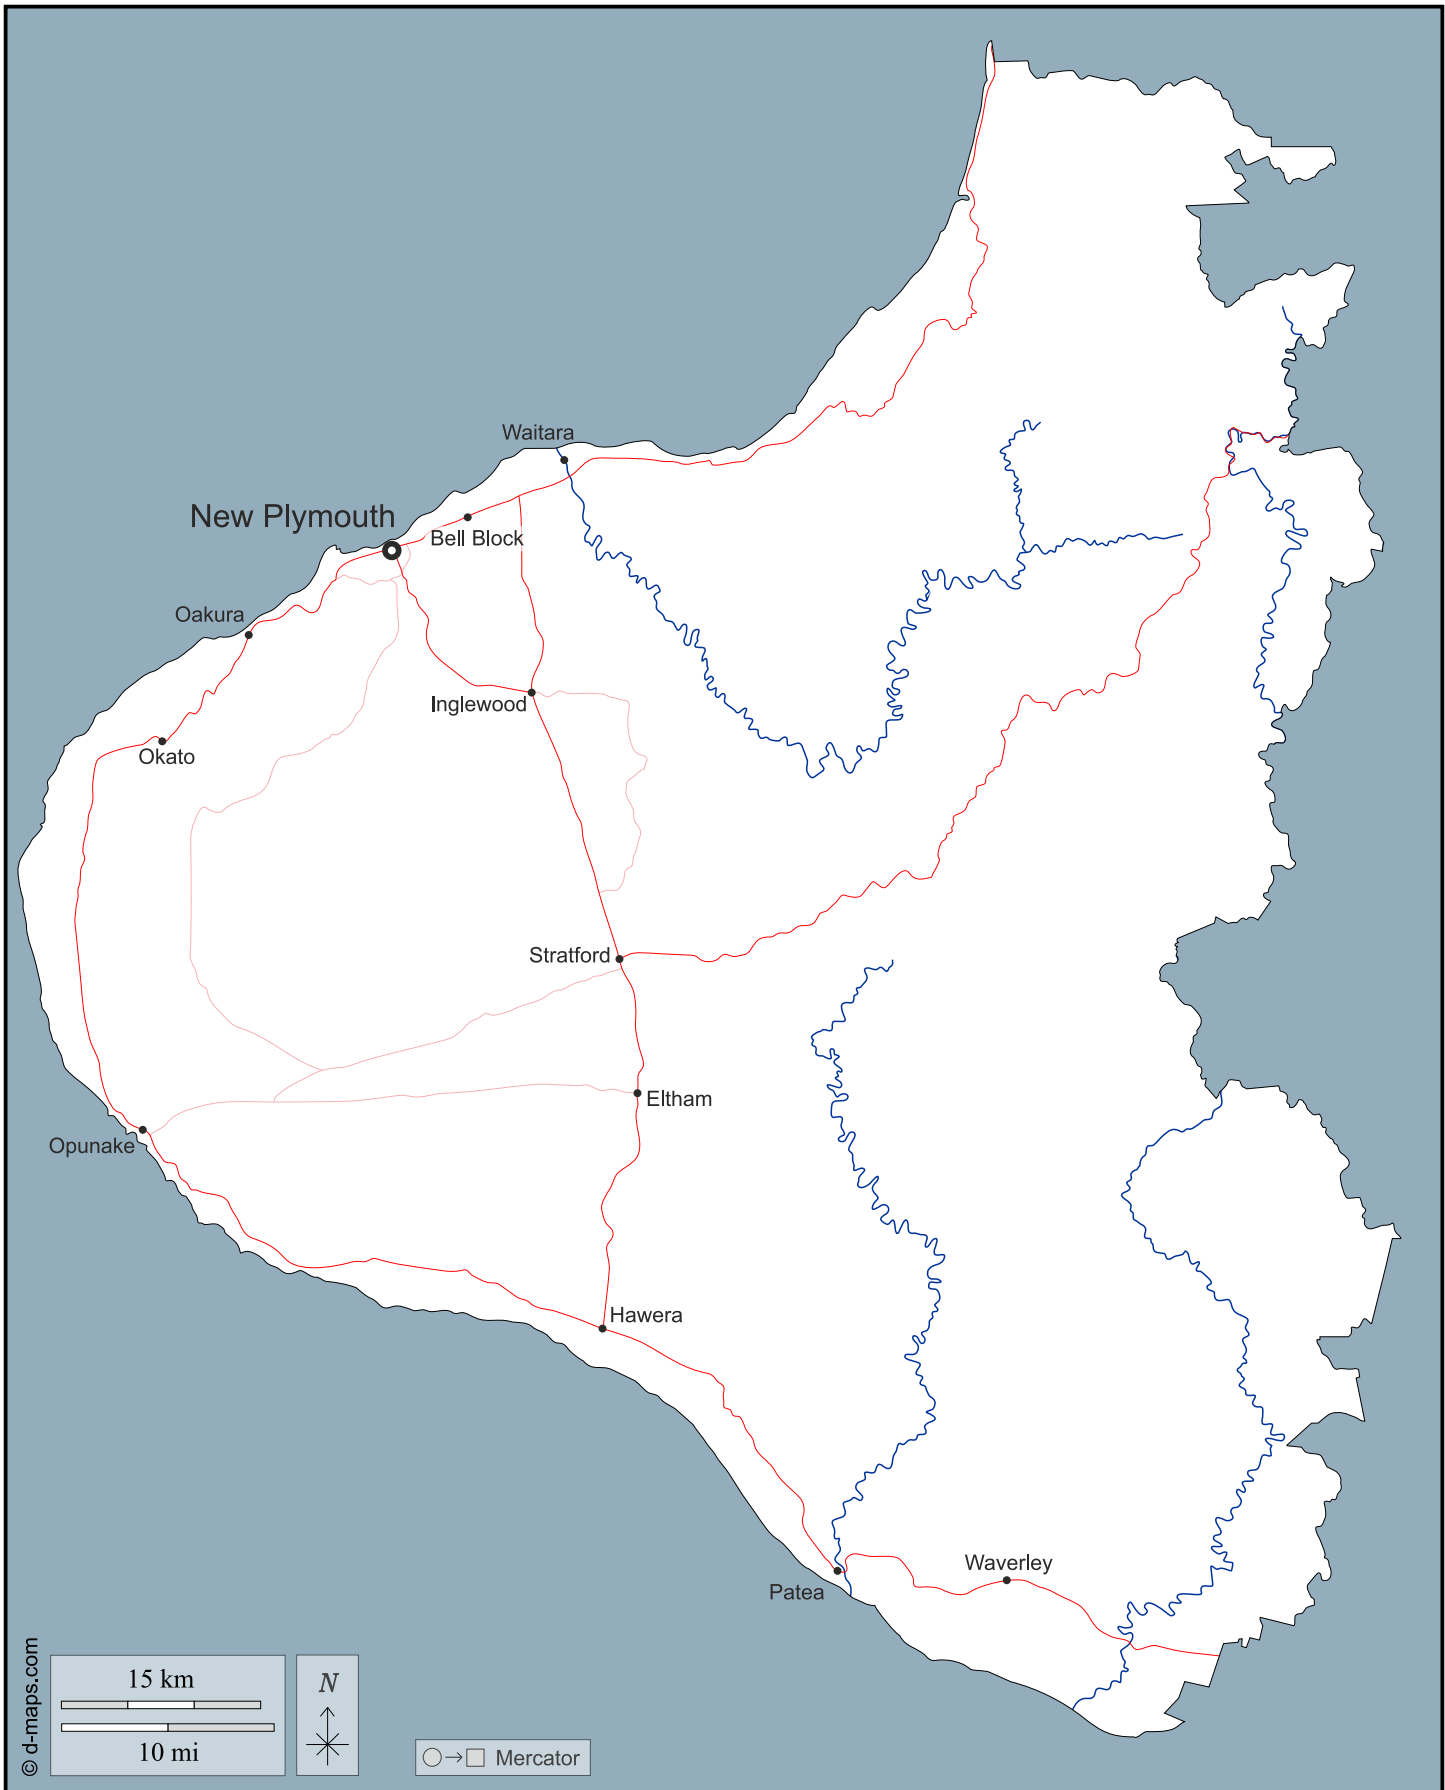 Waitara
New Plymouth
Bell Block
Oakura
Inglewood
Okato
Stratford
Eltham
Opunake
Hawera
Waverley
Patea
© d-maps.com
15 km
10 mi
N
Mercator